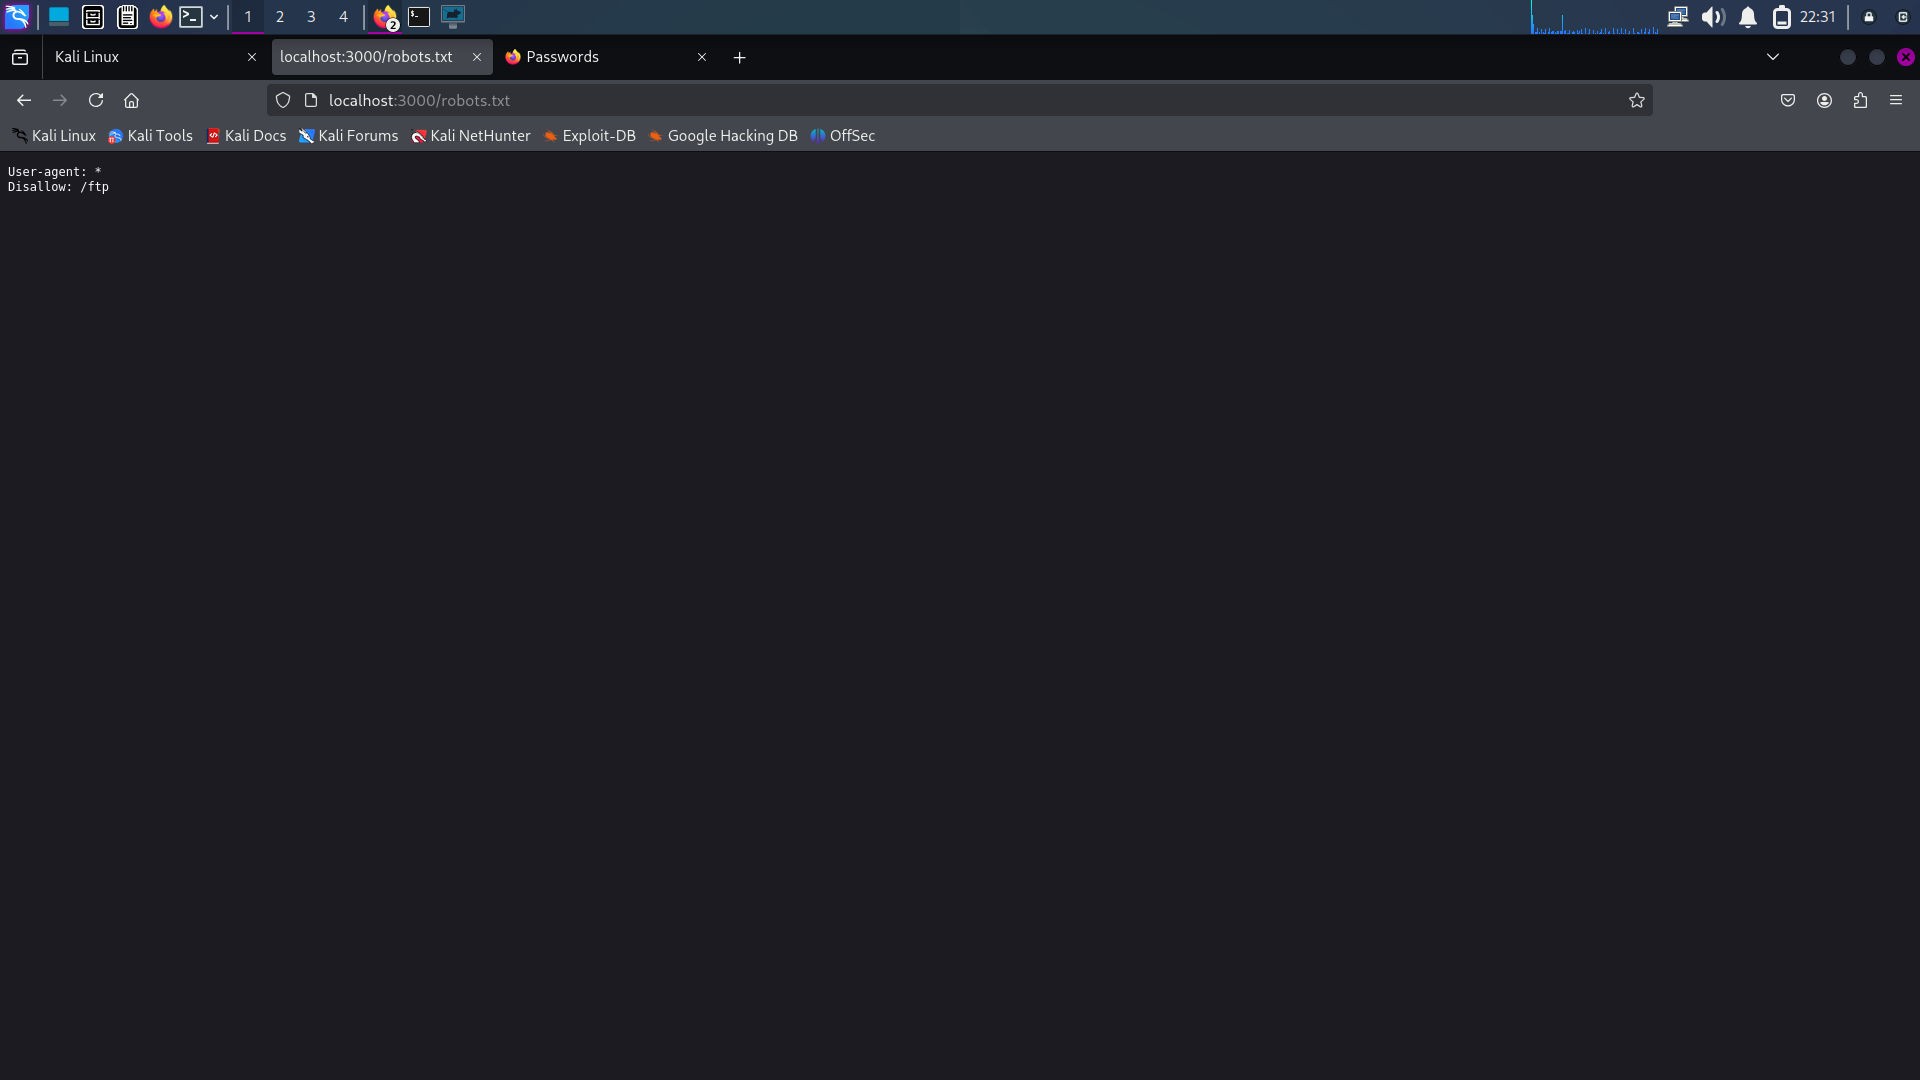 1 2 3 4 2 22:31
Kali Linux localhost:3000/robots.txt Passwords
localhost:3000/robots.txt
Kali Linux Kali Tools Kali Docs Kali Forums Kali NetHunter Exploit-DB Google Hacking DB OffSec
User-agent: *
Disallow: /ftp